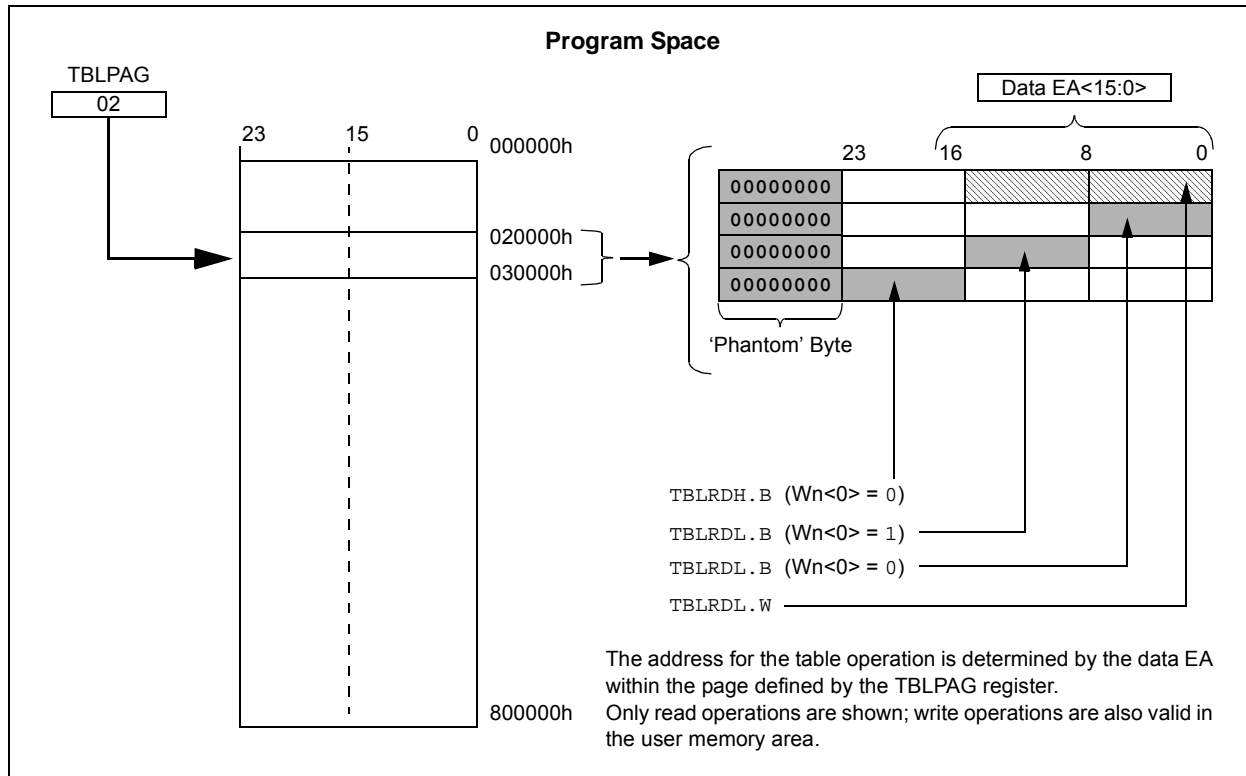 Program Space
TBLPAG
02
Data EA<15:0>
23 15 0
000000h
020000h
030000h
800000h
23 16 8 0
00000000
00000000
00000000
00000000
‘Phantom’ Byte
TBLRDH.B (Wn<0> = 0)
TBLRDL.B (Wn<0> = 1)
TBLRDL.B (Wn<0> = 0)
TBLRDL.W
The address for the table operation is determined by the data EA
within the page defined by the TBLPAG register.
Only read operations are shown; write operations are also valid in
the user memory area.